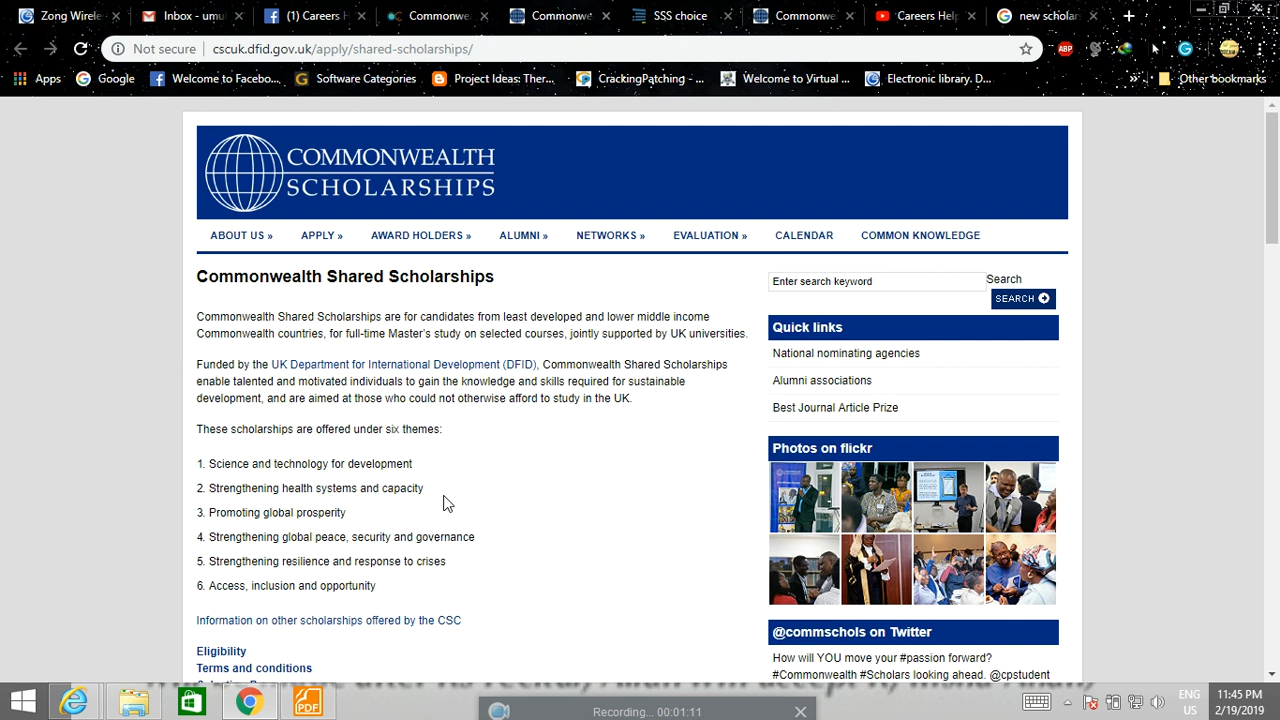 Zong Wirele
Inbox - umu
(1) Careers H
Commonwea
Commonwe
SSS choice
Commonwe
Careers Help
new scholar
Not secure
cscuk.dfid.gov.uk/apply/shared-scholarships/
ABP
Apps
Google
Welcome to Facebo...
Software Categories
Project Ideas: Ther...
CrackingPatching - ...
Welcome to Virtual ...
Electronic library. D...
»
Other bookmarks
COMMONWEALTH
SCHOLARSHIPS
ABOUT US »
APPLY »
AWARD HOLDERS »
ALUMNI »
NETWORKS »
EVALUATION »
CALENDAR
COMMON KNOWLEDGE
Commonwealth Shared Scholarships
Commonwealth Shared Scholarships are for candidates from least developed and lower middle income
Commonwealth countries, for full-time Master's study on selected courses, jointly supported by UK universities.
Funded by the UK Department for International Development (DFID), Commonwealth Shared Scholarships
enable talented and motivated individuals to gain the knowledge and skills required for sustainable
development, and are aimed at those who could not otherwise afford to study in the UK.
These scholarships are offered under six themes:
1. Science and technology for development
2. Strengthening health systems and capacity
3. Promoting global prosperity
4. Strengthening global peace, security and governance
5. Strengthening resilience and response to crises
6. Access, inclusion and opportunity
Information on other scholarships offered by the CSC
Eligibility
Terms and conditions
Enter search keyword
Search
SEARCH
Quick links
National nominating agencies
Alumni associations
Best Journal Article Prize
Photos on flickr
@commschols on Twitter
How will YOU move your #passion forward?
#Commonwealth #Scholars looking ahead. @cpstudent
PDF
Recording... 00:01:11
ENG
US
11:45 PM
2/19/2019